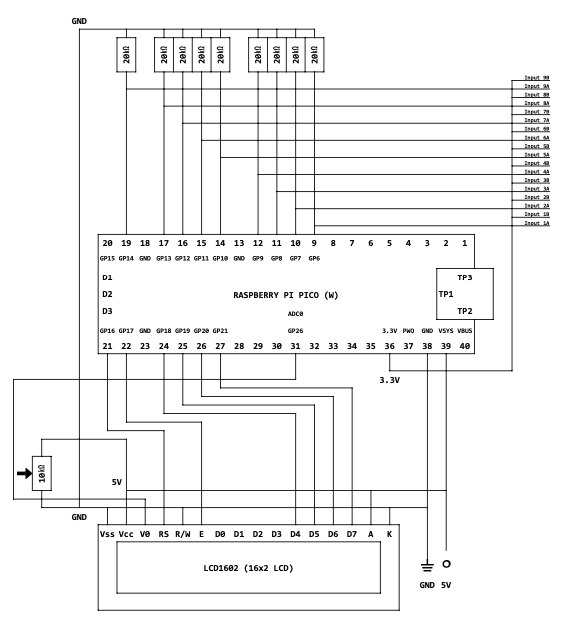 GND
20kΩ 20kΩ 20kΩ 20kΩ 20kΩ 20kΩ 20kΩ 20kΩ 20kΩ
Input 9B
Input 9A
Input 8B
Input 8A
Input 7B
Input 7A
Input 6B
Input 6A
Input 5B
Input 5A
Input 4B
Input 4A
Input 3B
Input 3A
Input 2B
Input 2A
Input 1B
Input 1A
20 19 18 17 16 15 14 13 12 11 10 9 8 7 6 5 4 3 2 1
GP15 GP14 GND GP13 GP12 GP11 GP10 GND GP9 GP8 GP7 GP6
D1 TP3
D2 RASPBERRY PI PICO (W) TP1
D3 TP2
ADC0
GP16 GP17 GND GP18 GP19 GP20 GP21 GP26 3.3V PWO GND VSYS VBUS
21 22 23 24 25 26 27 28 29 30 31 32 33 34 35 36 37 38 39 40
3.3V
10kΩ
5V
GND
Vss Vcc V0 RS R/W E D0 D1 D2 D3 D4 D5 D6 D7 A K
LCD1602 (16x2 LCD)
GND 5V